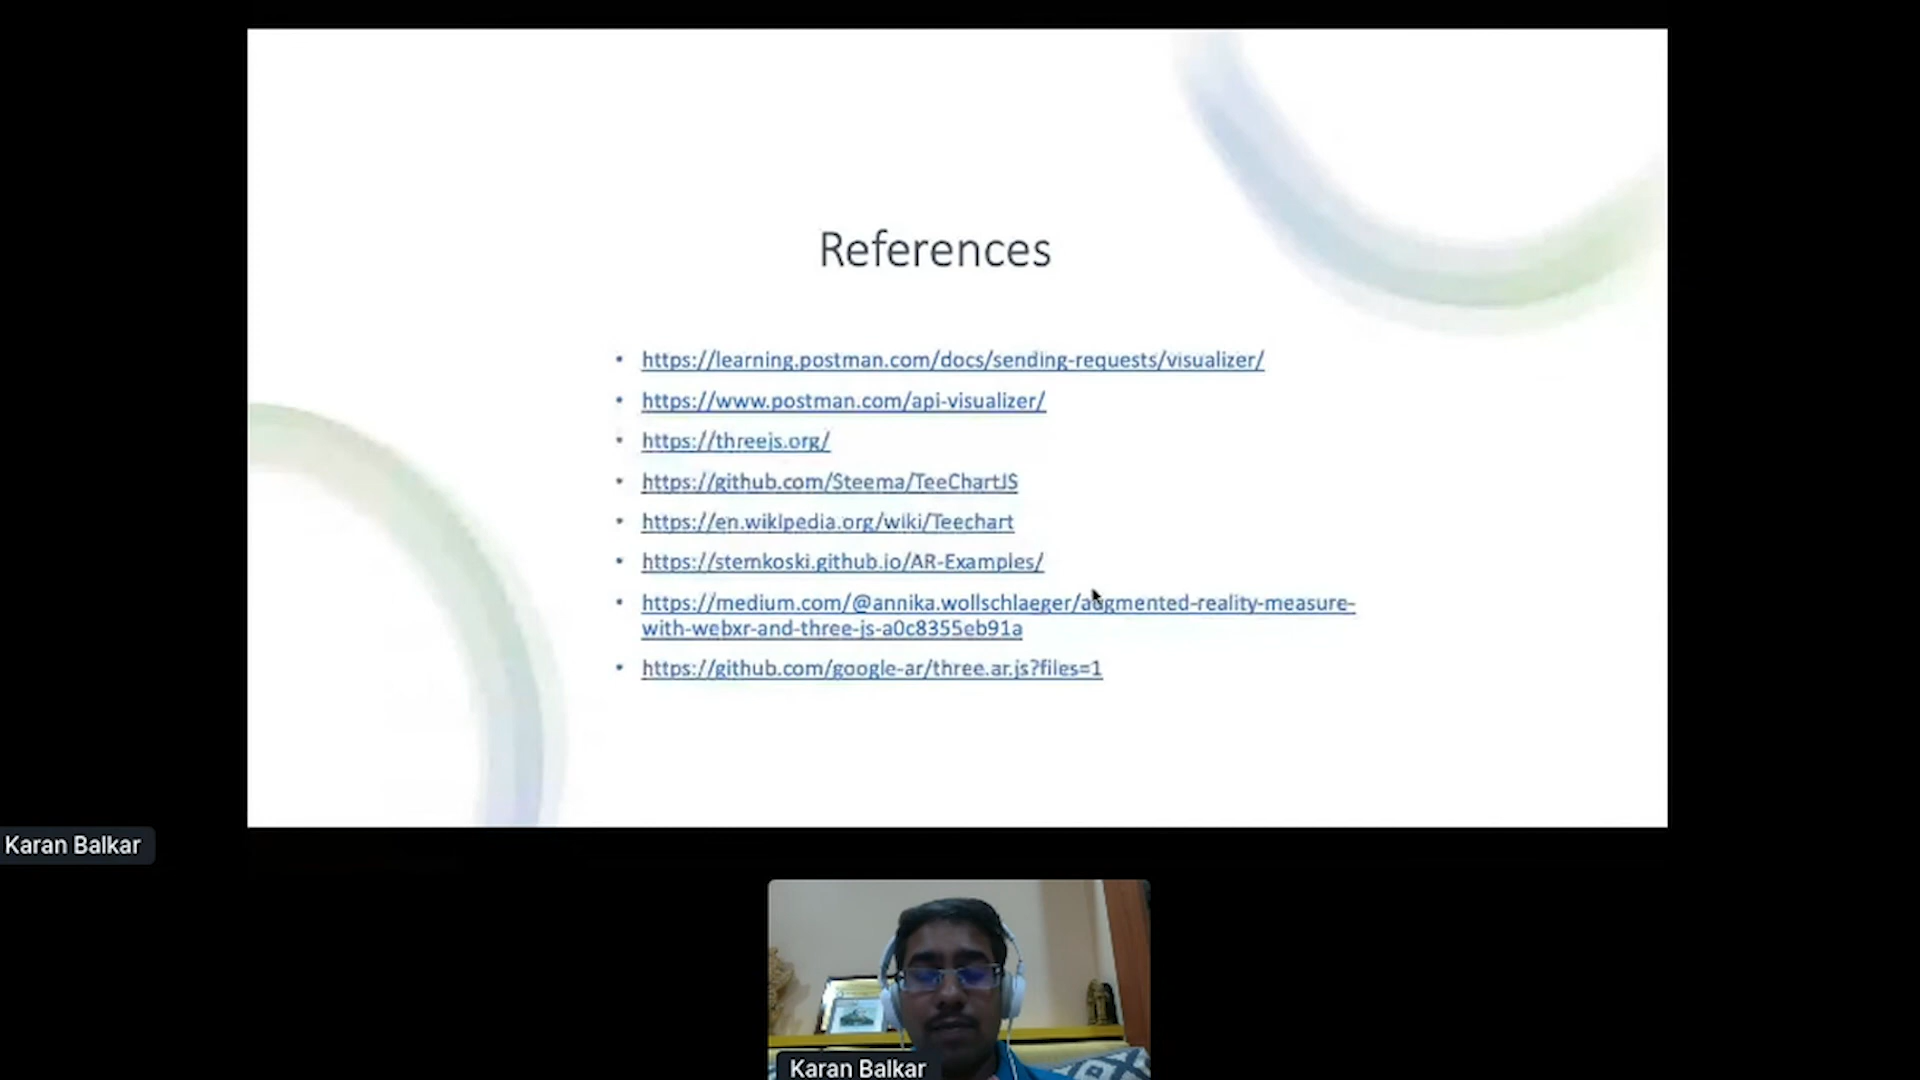 References
• https://learning.postman.com/docs/sending-requests/visualizer/
• https://www.postman.com/api-visualizer/
• https://threejs.org/
• https://github.com/Steema/TeeChartJS
• https://en.wikipedia.org/wiki/Teechart
• https://stemkoski.github.io/AR-Examples/
• https://medium.com/@annika.wollschlaeger/augmented-reality-measure-
with-webxr-and-three-js-a0c8355eb91a
• https://github.com/google-ar/three.ar.js?files=1
Karan Balkar
Karan Balkar